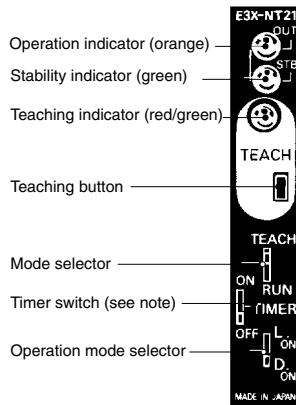 E3X-NT21
OUT
Operation indicator (orange)
STB
Stability indicator (green)
Teaching indicator (red/green)
TEACH
Teaching button
TEACH
Mode selector
ON
RUN
Timer switch (see note)
TIMER
OFF
L.
ON
Operation mode selector
D.
ON
MADE IN JAPAN